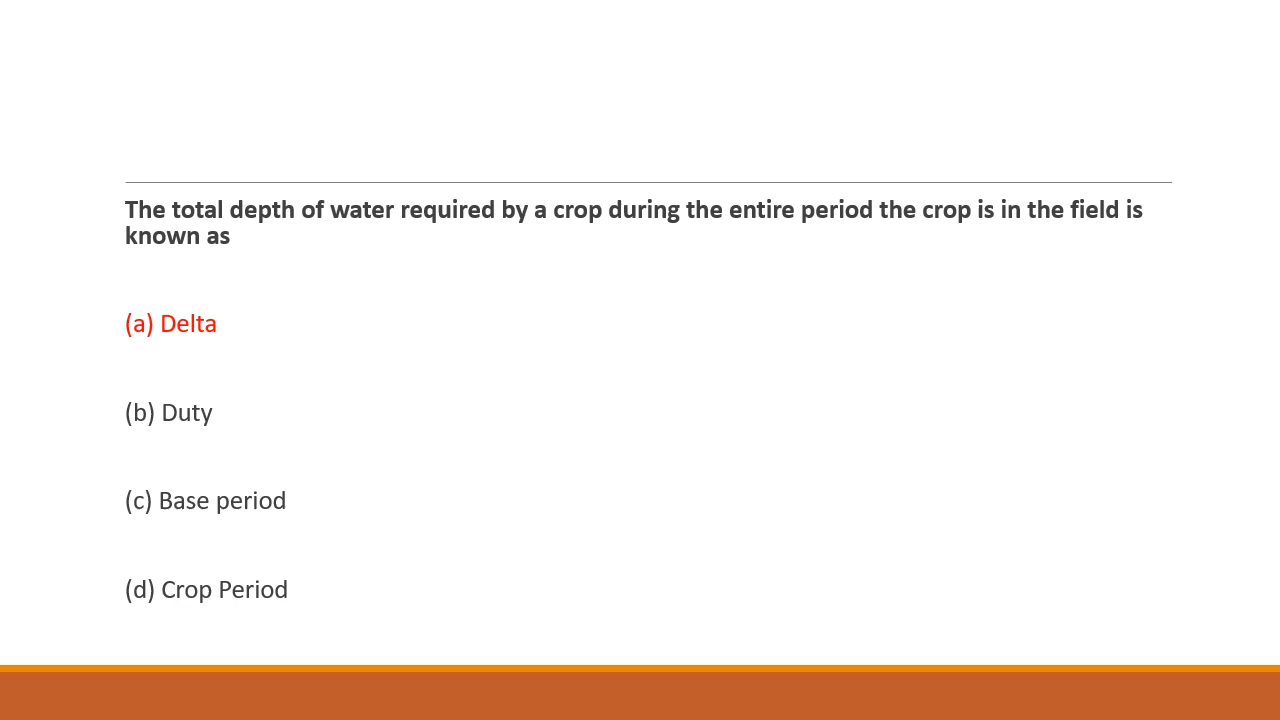 The total depth of water required by a crop during the entire period the crop is in the field is
known as
(a) Delta
(b) Duty
(c) Base period
(d) Crop Period